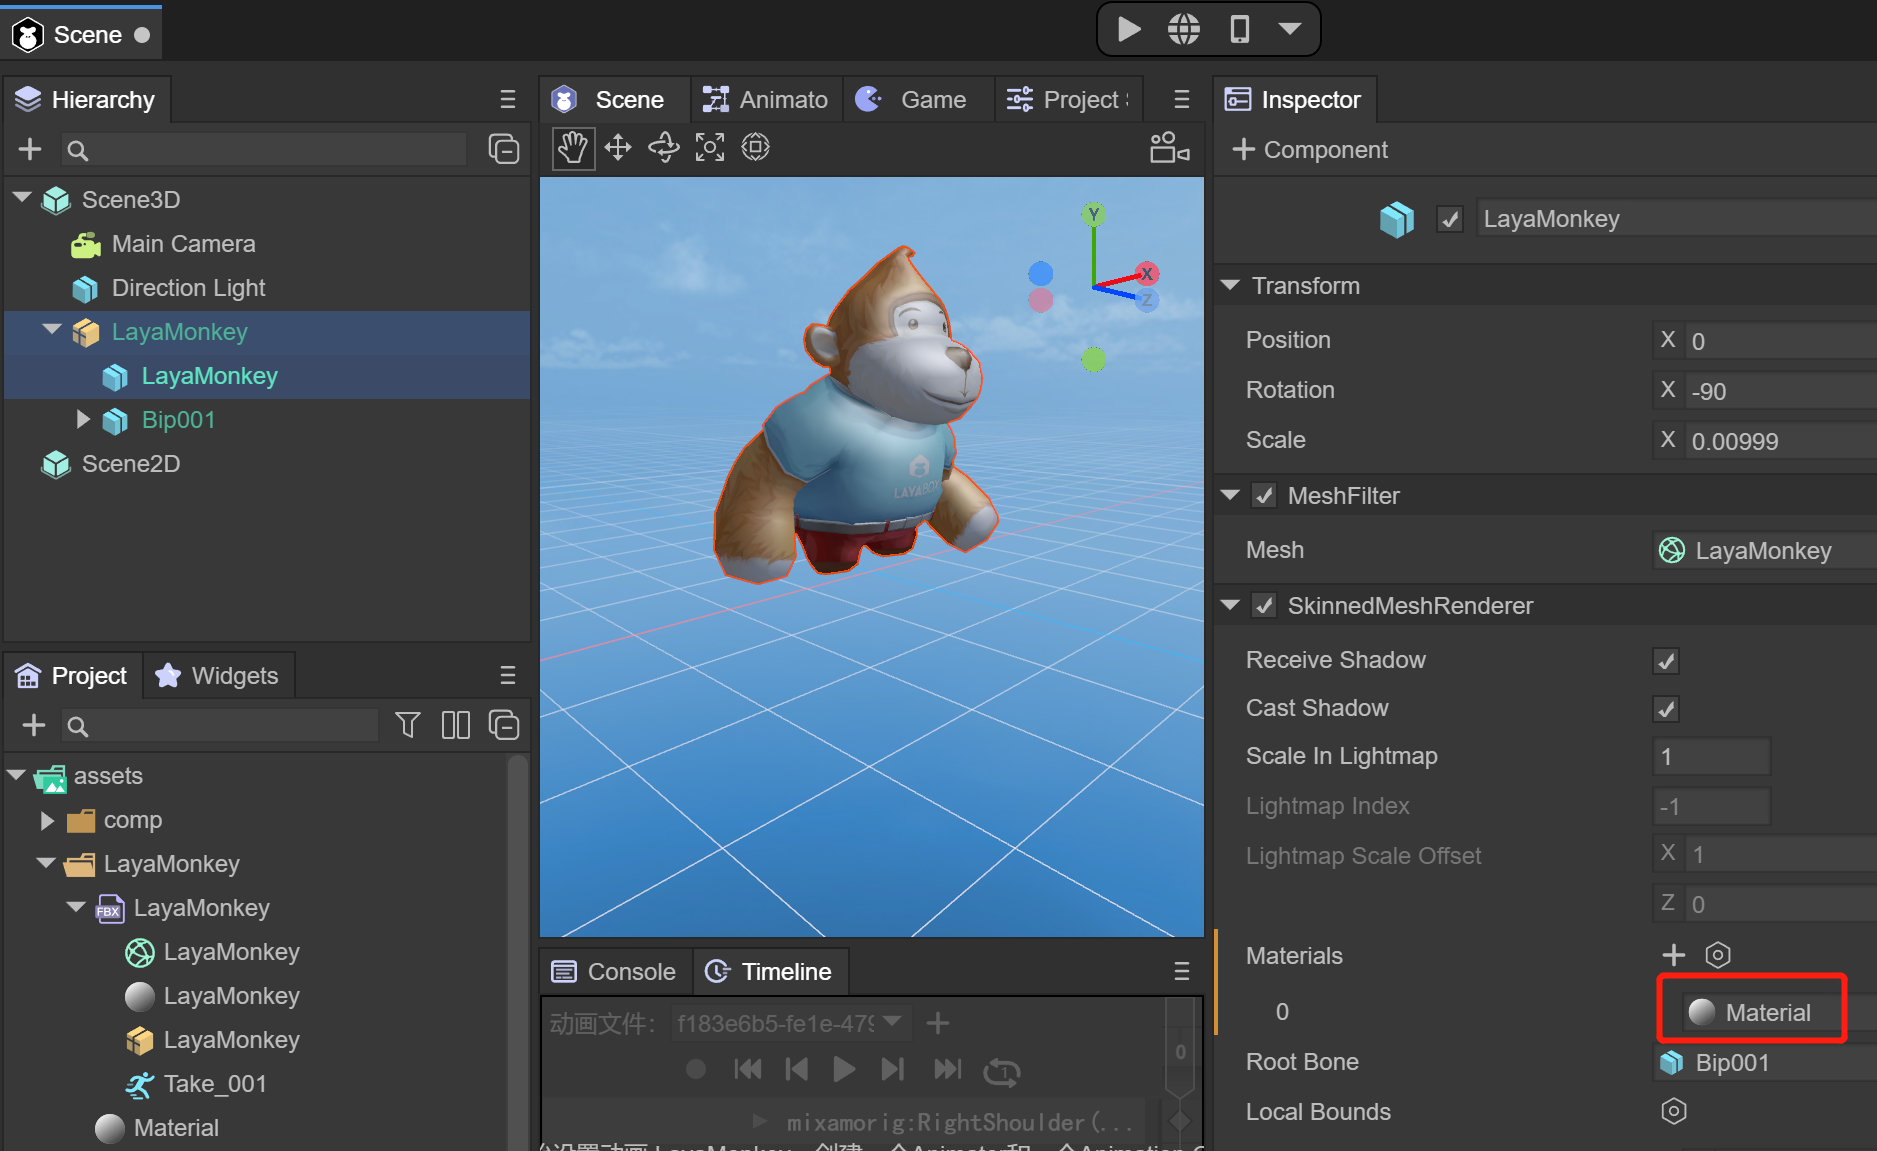 Scene
Hierarchy
Scene3D
Main Camera
Direction Light
LayaMonkey
LayaMonkey
Bip001
Scene2D
Project
Widgets
assets
comp
LayaMonkey
FBX
LayaMonkey
LayaMonkey
LayaMonkey
LayaMonkey
Take_001
Material
Scene
Animato
Game
Project
Y
X
Z
LAYABOX
Console
Timeline
动画文件:
f183e6b5-fe1e-479
0
1
mixamorig:RightShoulder(...
Inspector
Component
LayaMonkey
Transform
Position X 0
Rotation X -90
Scale X 0.00999
MeshFilter
Mesh LayaMonkey
SkinnedMeshRenderer
Receive Shadow
Cast Shadow
Scale In Lightmap 1
Lightmap Index -1
Lightmap Scale Offset X 1
Z 0
Materials
0 Material
Root Bone Bip001
Local Bounds